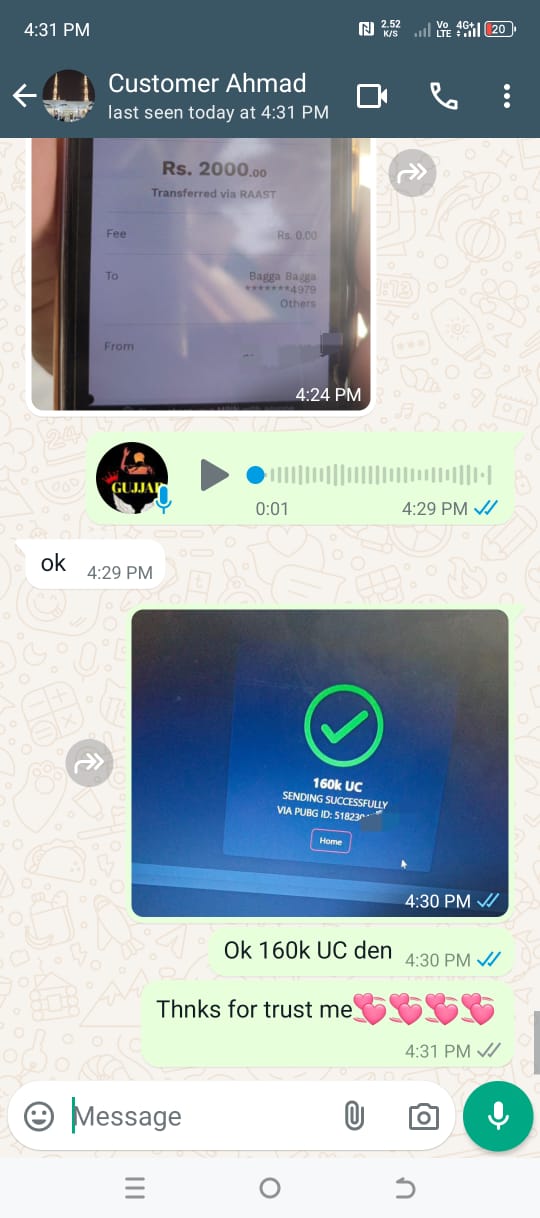 4:31 PM
2.52
K/S
Vo
LTE
4G+
20
Customer Ahmad
last seen today at 4:31 PM
Rs. 2000.00
Transferred via RAAST
Fee
Rs. 0.00
To
Bagga Bagga
*******4979
Others
From
4:24 PM
GUJJAR
0:01
4:29 PM
ok
4:29 PM
160k UC
SENDING SUCCESSFULLY
VIA PUBG ID: 51823
Home
4:30 PM
Ok 160k UC den
4:30 PM
Thnks for trust me💞💞💞💞
4:31 PM
Message